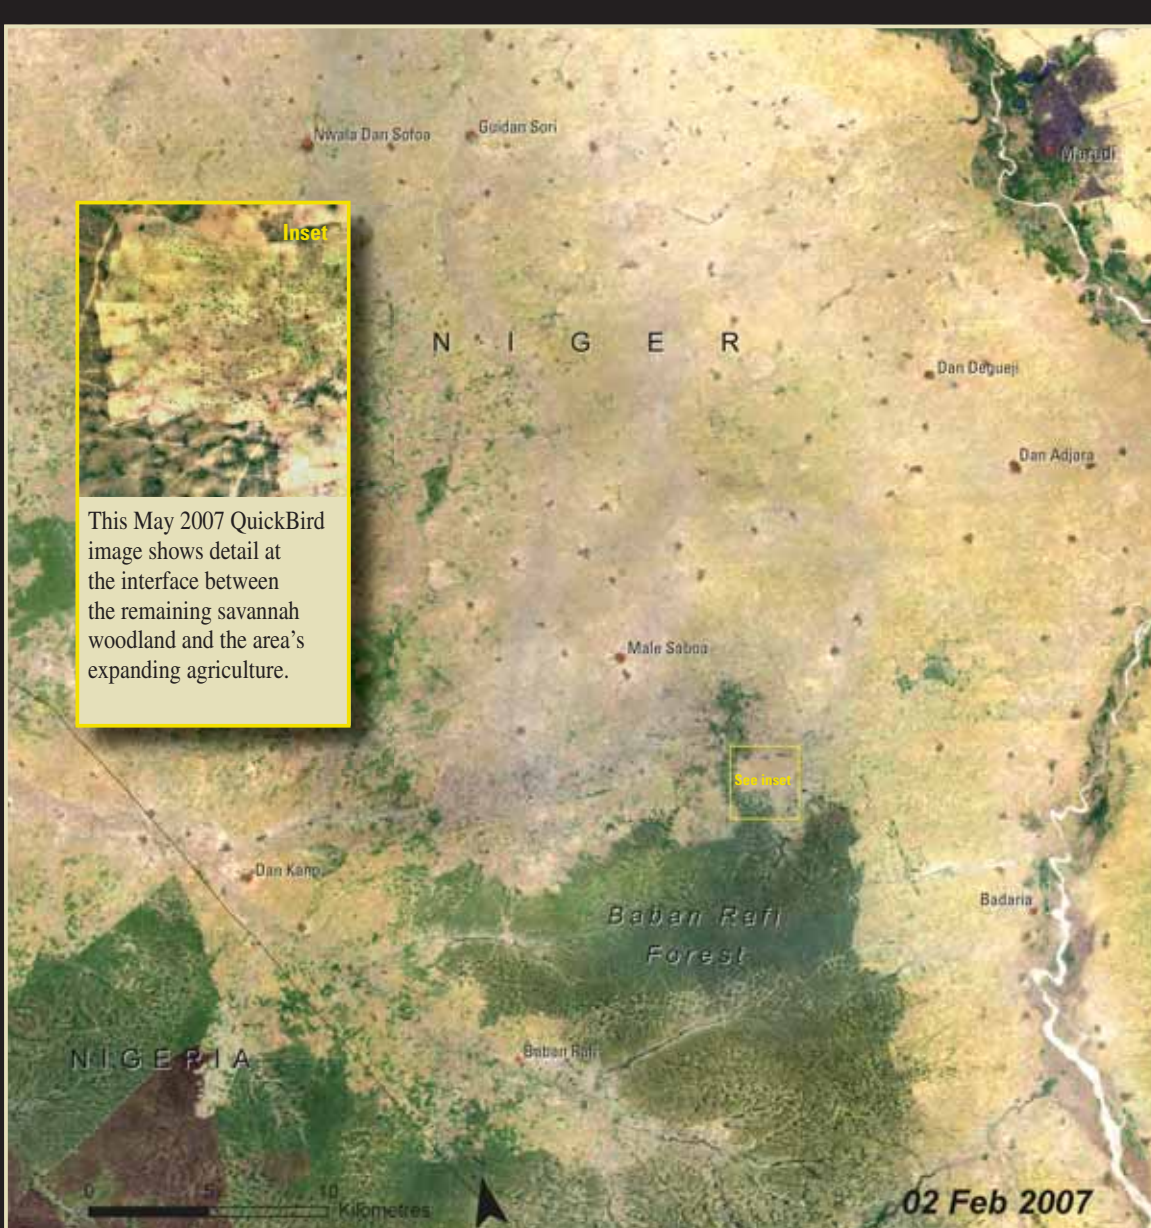 Nwala Dan Sofoa
Guidan Sori
Maradi
Inset
N I G E R
Dan Degueji
Dan Adjara
This May 2007 QuickBird
image shows detail at
the interface between
the remaining savannah
woodland and the area's
expanding agriculture.
Male Saboa
See inset
Dan Kano
Badaria
Baban Rafi
Forest
Baban Rafi
NIGERIA
0 5 10
Kilometres
02 Feb 2007